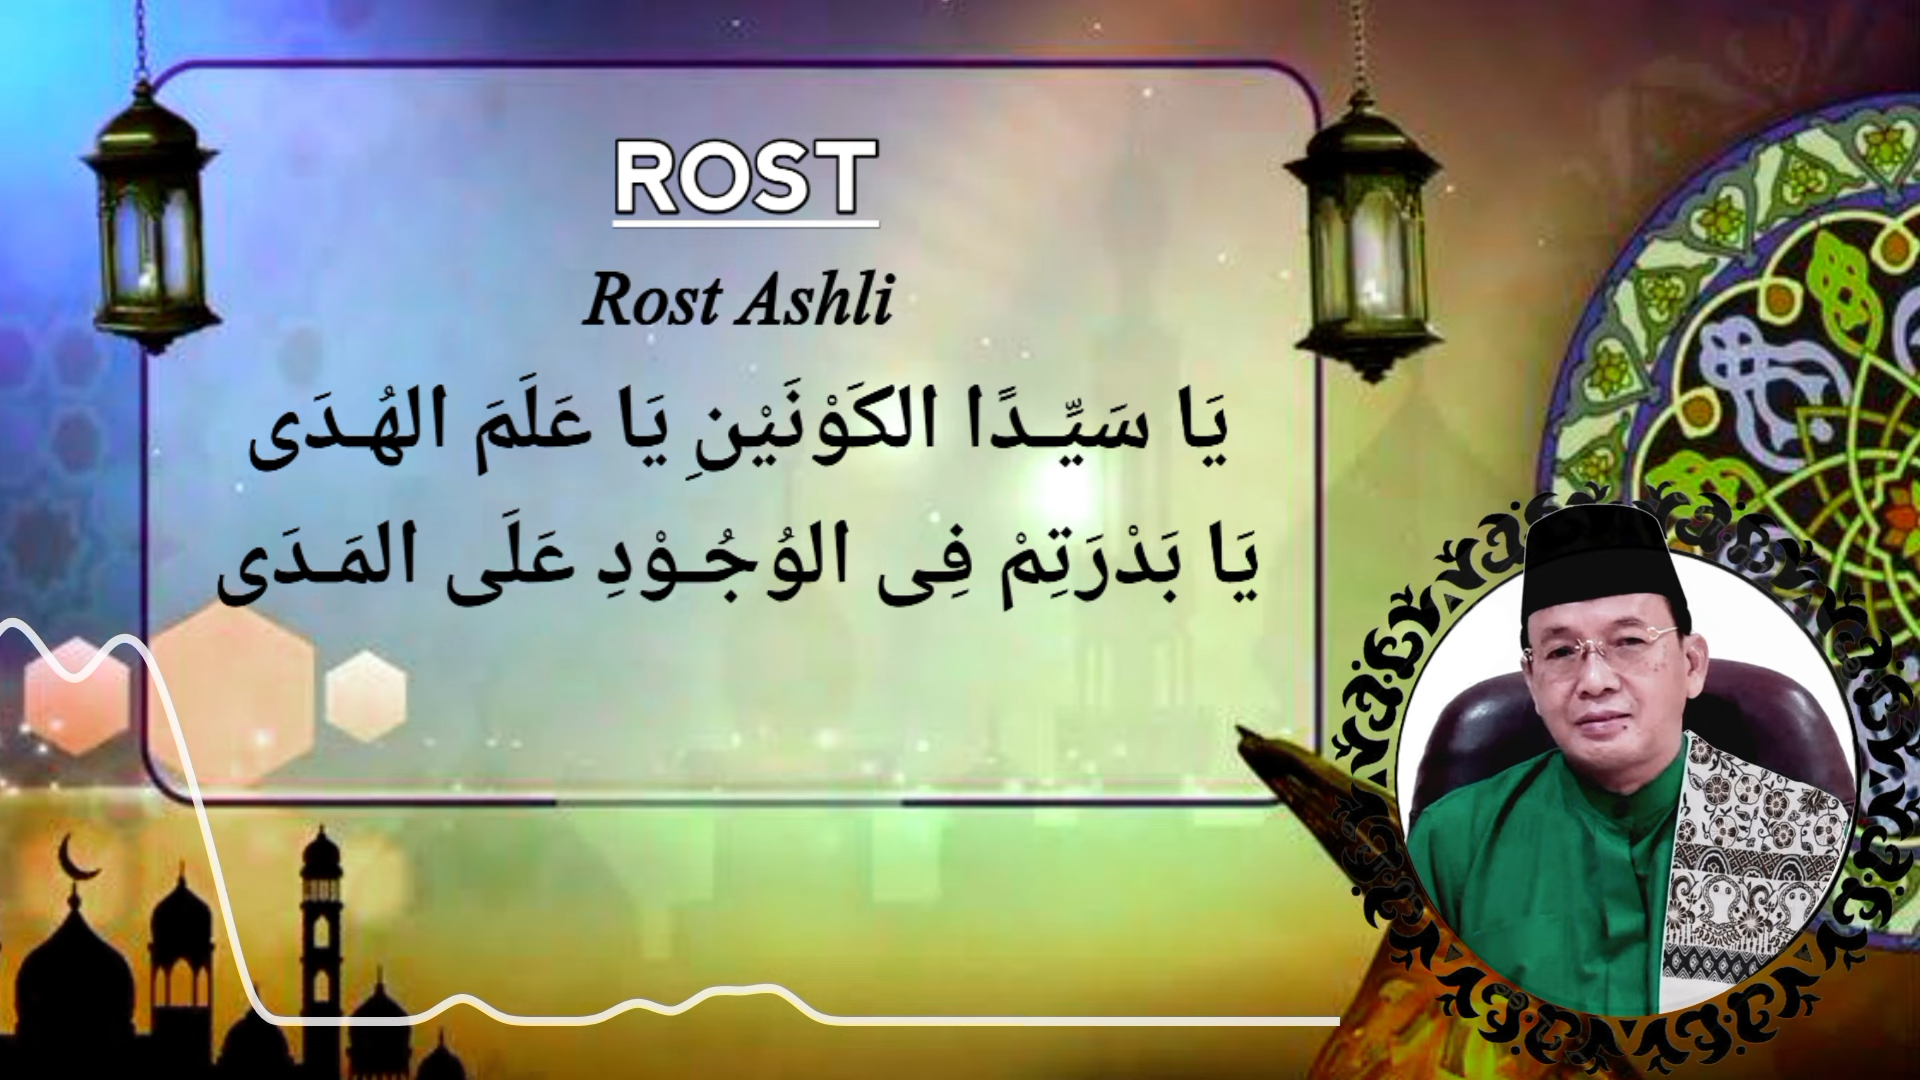 ROST
Rost Ashli
يَا سَيِّـدًا الكَوْنَيْنِ يَا عَلَمَ الهُـدَى
يَا بَدْرَتِمْ فِى الوُجُـوْدِ عَلَى المَـدَى